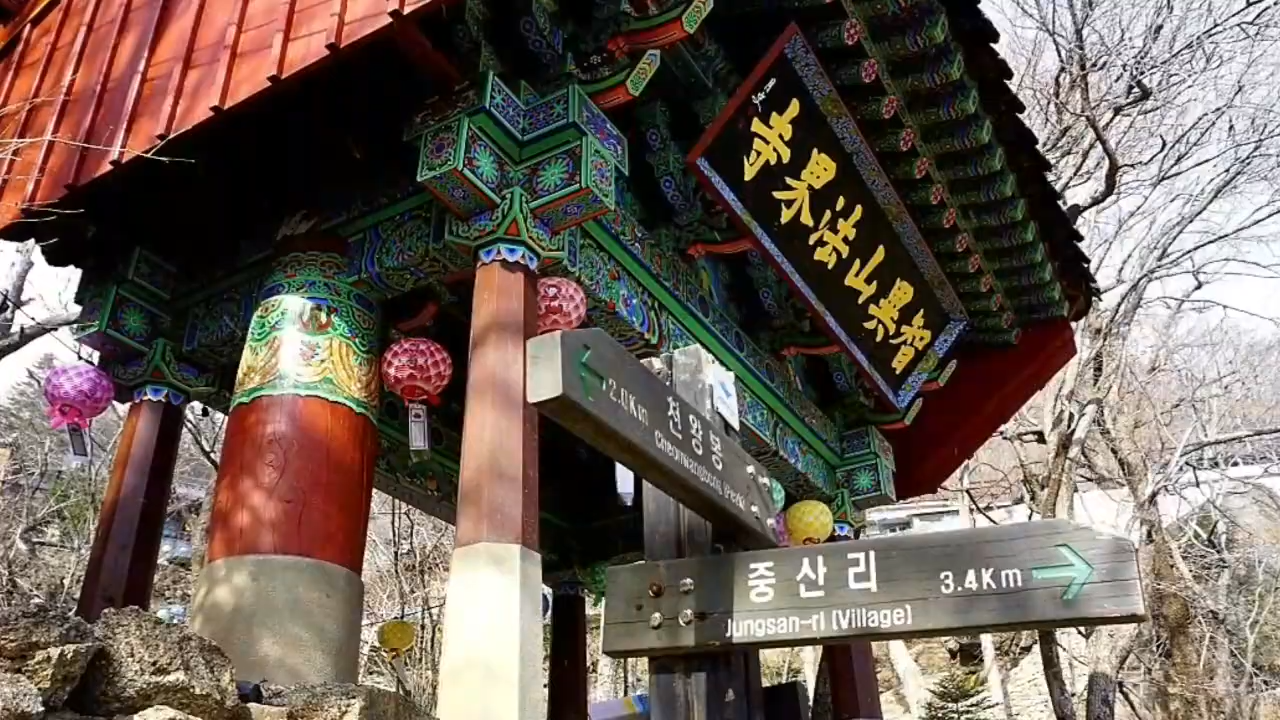 智異山法界寺
2.0Km
천왕봉
Cheonwangbong (Peak)
중산리 3.4Km
Jungsan-ri (Village)